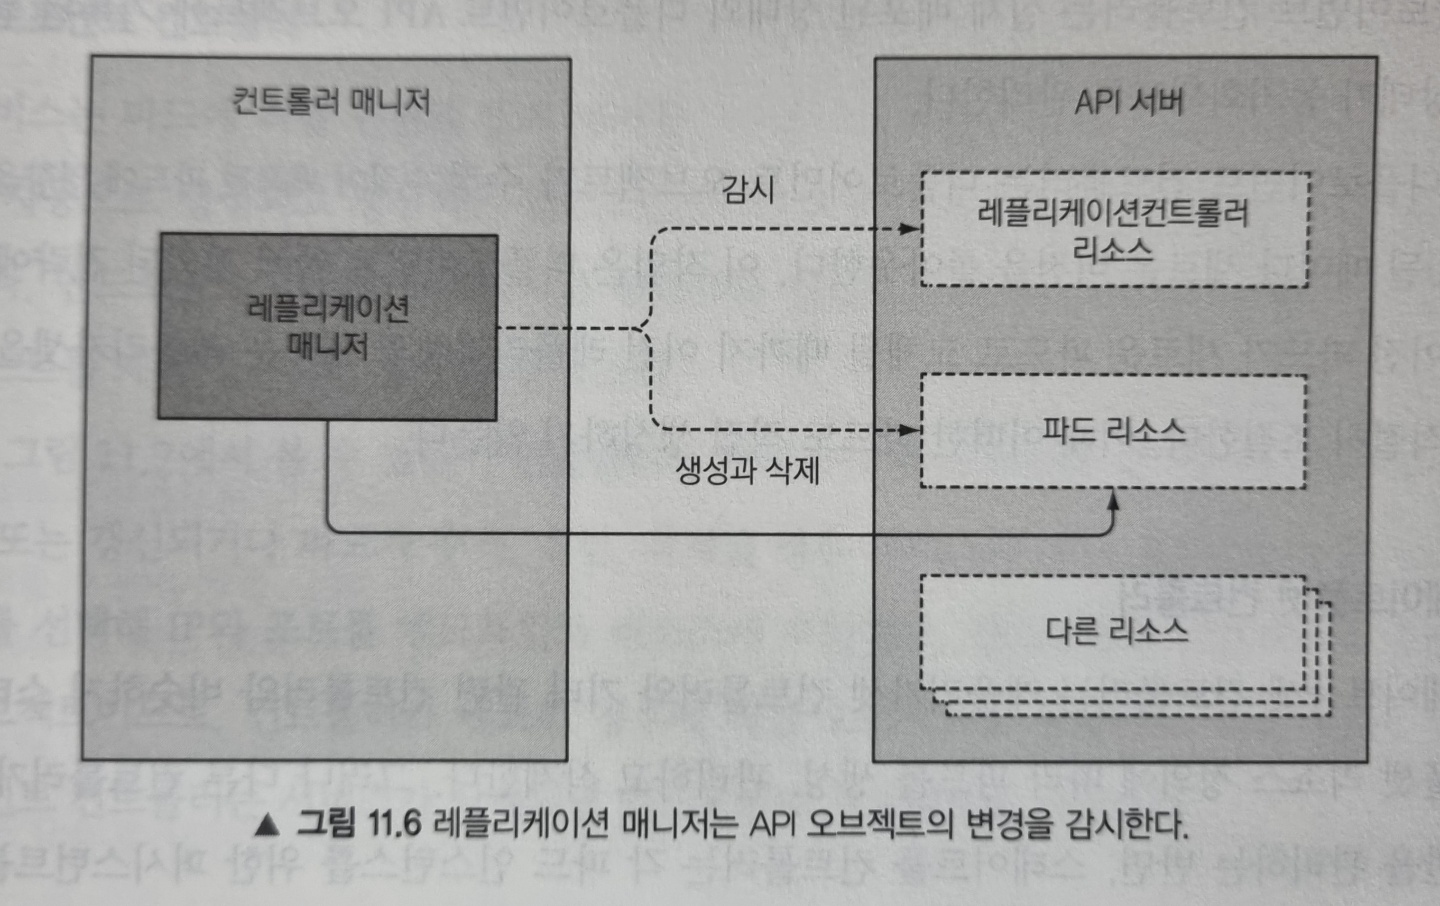 컨트롤러 매니저
API 서버
감시
레플리케이션컨트롤러
리소스
레플리케이션
매니저
파드 리소스
생성과 삭제
다른 리소스
▲ 그림 11.6 레플리케이션 매니저는 API 오브젝트의 변경을 감시한다.